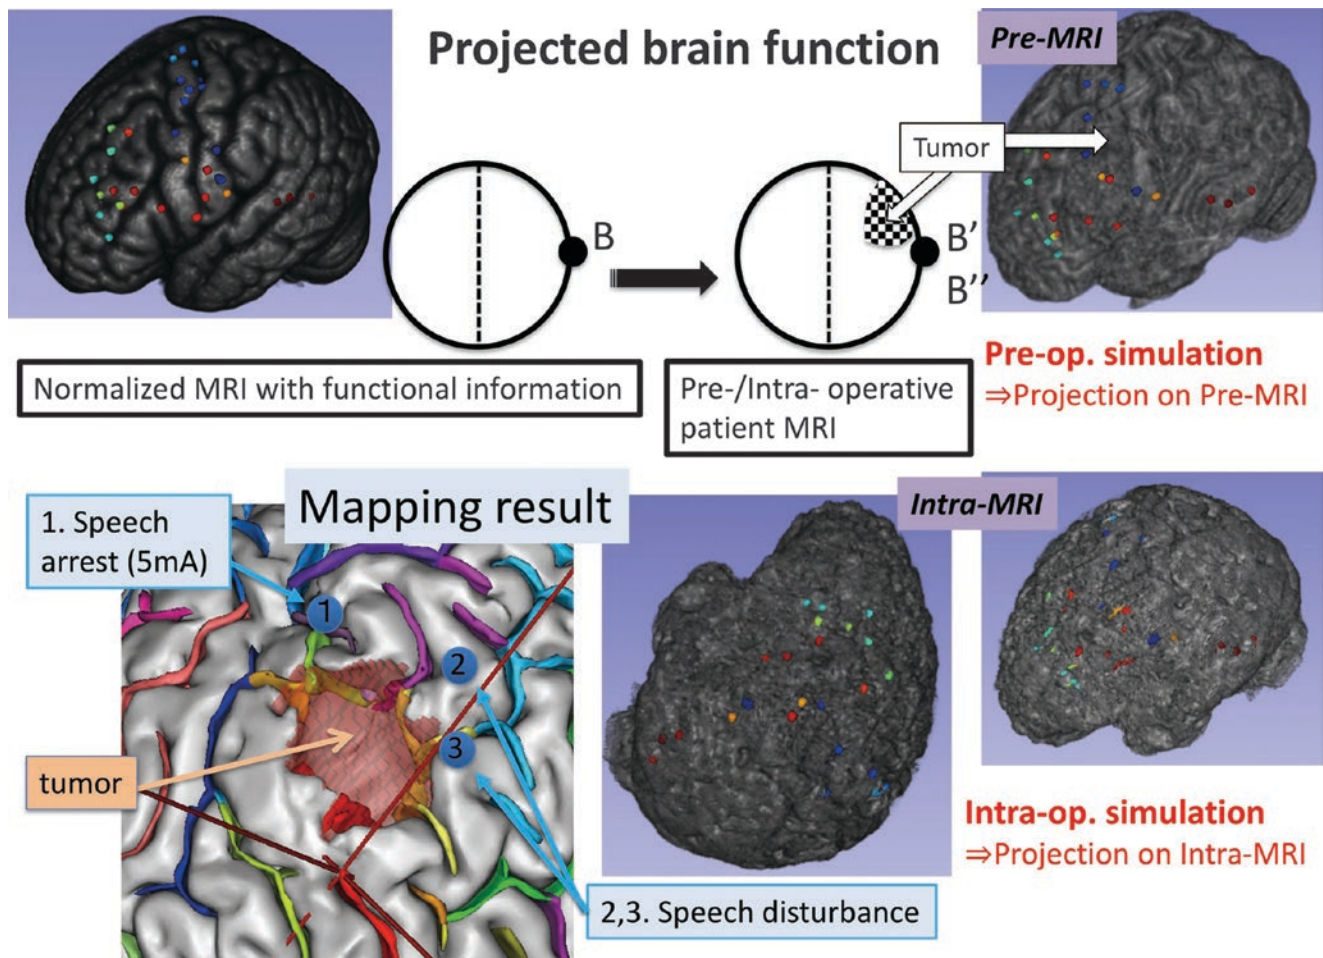 Projected brain function
Pre-MRI
Tumor
B
B′
B′′
Normalized MRI with functional information
Pre-/Intra- operative
patient MRI
Pre-op. simulation
⇒Projection on Pre-MRI
Mapping result
1. Speech
arrest (5mA)
1
2
3
tumor
2,3. Speech disturbance
Intra-MRI
Intra-op. simulation
⇒Projection on Intra-MRI